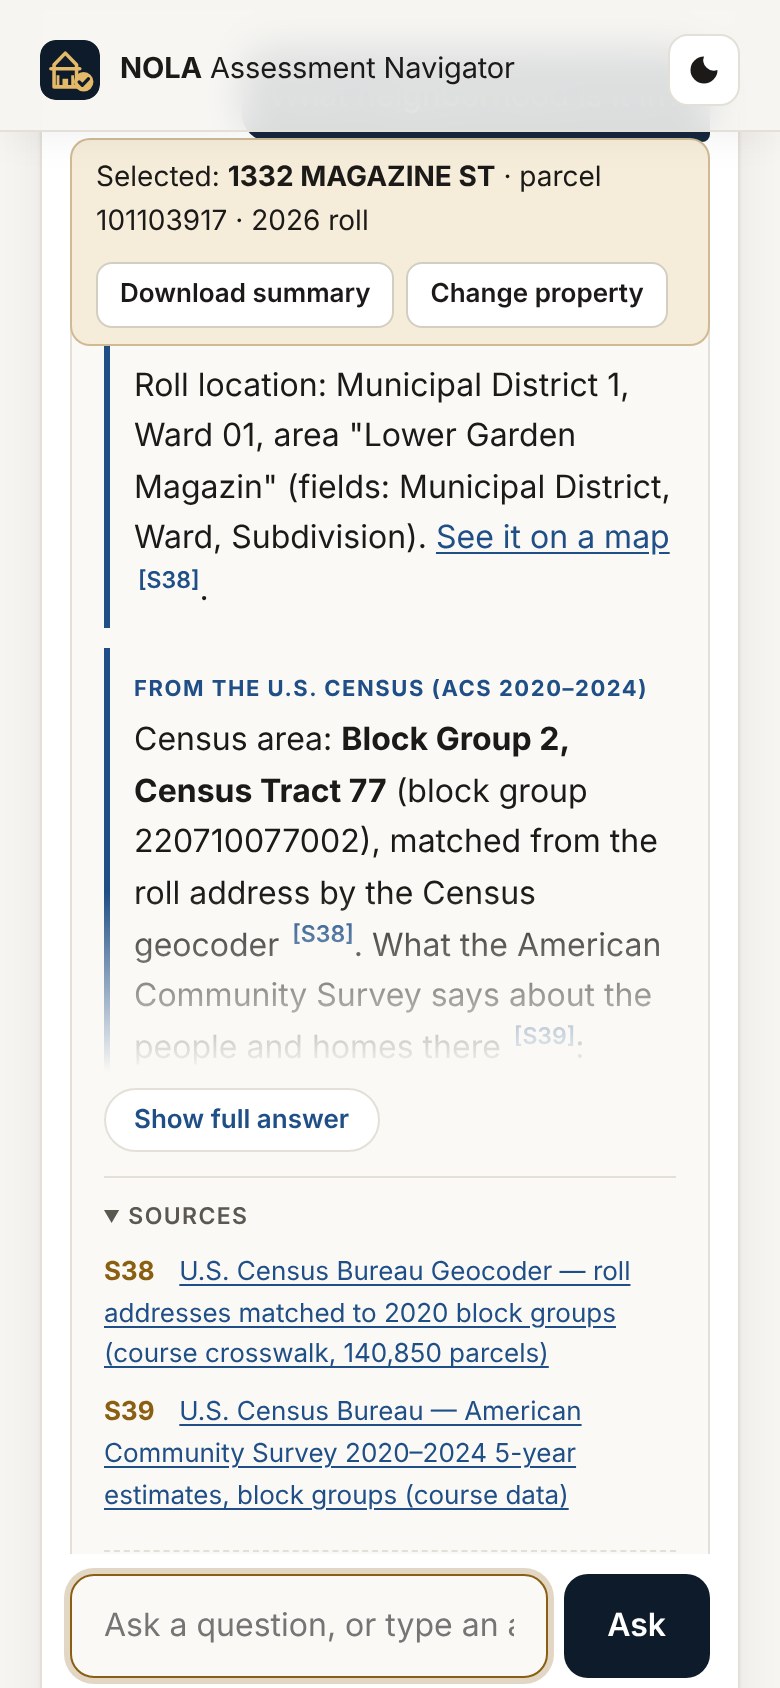 NOLA Assessment Navigator
Selected: 1332 MAGAZINE ST · parcel
101103917 · 2026 roll
Download summary
Change property
Roll location: Municipal District 1,
Ward 01, area "Lower Garden
Magazin" (fields: Municipal District,
Ward, Subdivision). See it on a map
[S38].
FROM THE U.S. CENSUS (ACS 2020–2024)
Census area: Block Group 2,
Census Tract 77 (block group
220710077002), matched from the
roll address by the Census
geocoder [S38]. What the American
Community Survey says about the
people and homes there [S39]:
Show full answer
▼ SOURCES
S38 U.S. Census Bureau Geocoder — roll
addresses matched to 2020 block groups
(course crosswalk, 140,850 parcels)
S39 U.S. Census Bureau — American
Community Survey 2020–2024 5-year
estimates, block groups (course data)
Ask a question, or type an
Ask